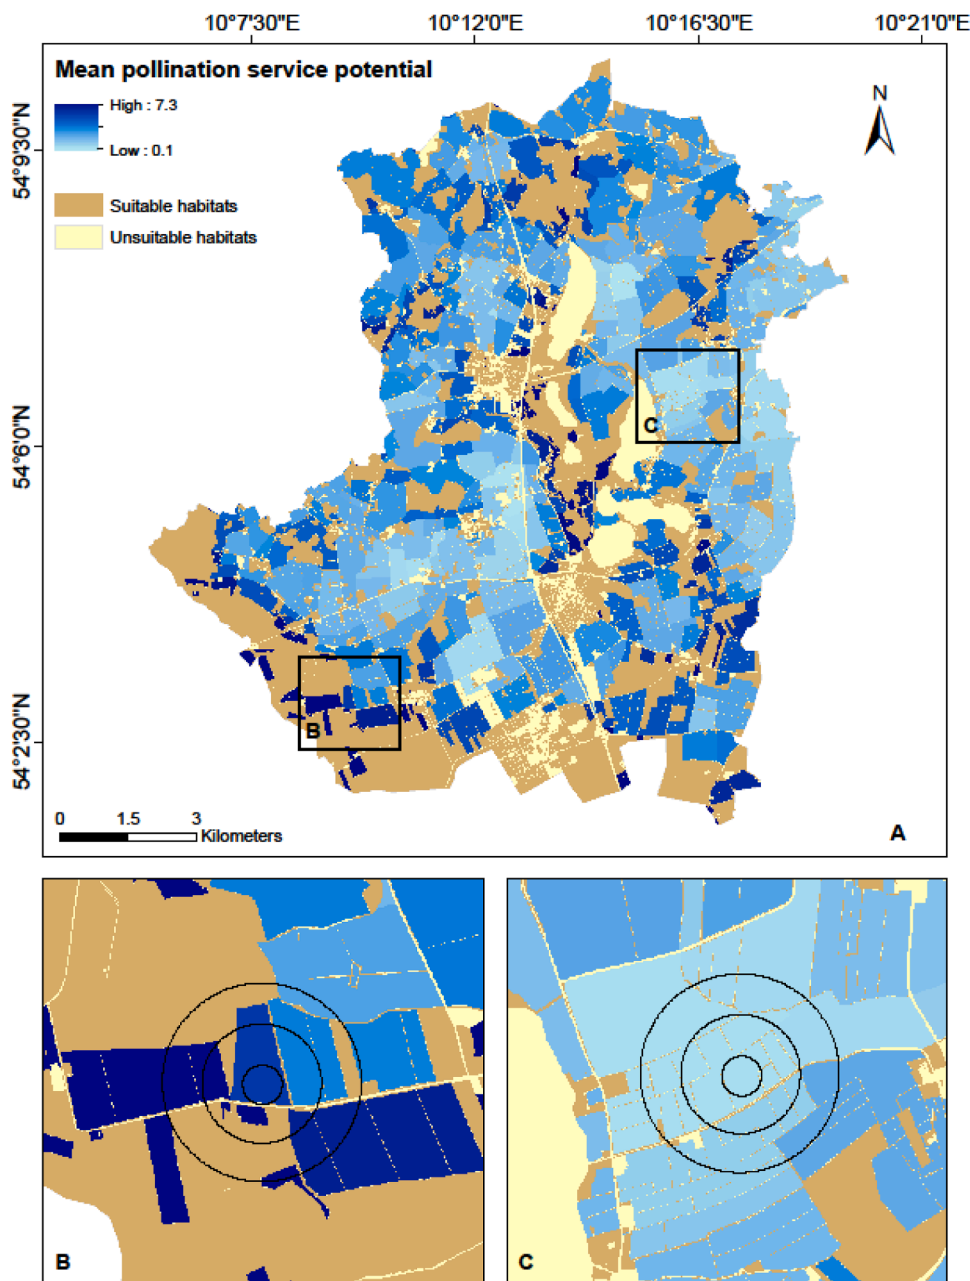 10°7'30"E 10°12'0"E 10°16'30"E 10°21'0"E
Mean pollination service potential
High : 7.3
Low : 0.1
Suitable habitats
Unsuitable habitats
N
54°9'30"N
54°6'0"N
54°2'30"N
C
B
0 1.5 3
Kilometers
A
B
C